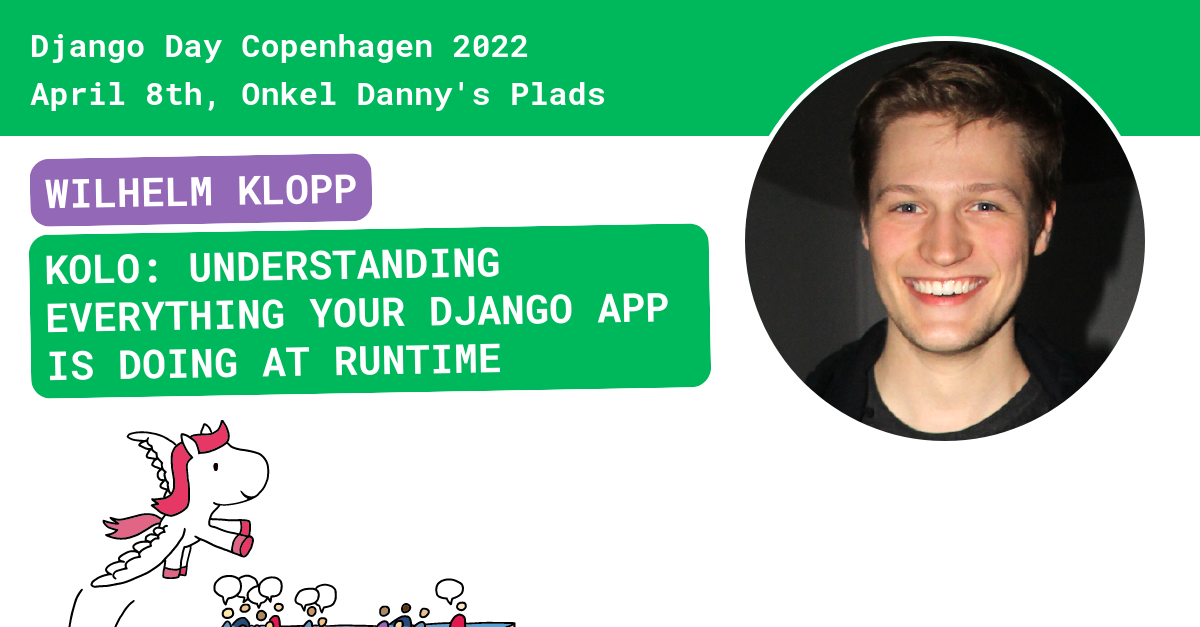 Django Day Copenhagen 2022
April 8th, Onkel Danny's Plads
WILHELM KLOPP
KOLO: UNDERSTANDING
EVERYTHING YOUR DJANGO APP
IS DOING AT RUNTIME